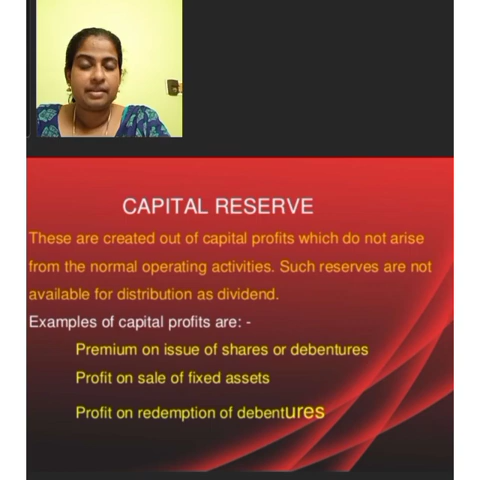 CAPITAL RESERVE
These are created out of capital profits which do not arise
from the normal operating activities. Such reserves are not
available for distribution as dividend.
Examples of capital profits are: -
Premium on issue of shares or debentures
Profit on sale of fixed assets
Profit on redemption of debentures